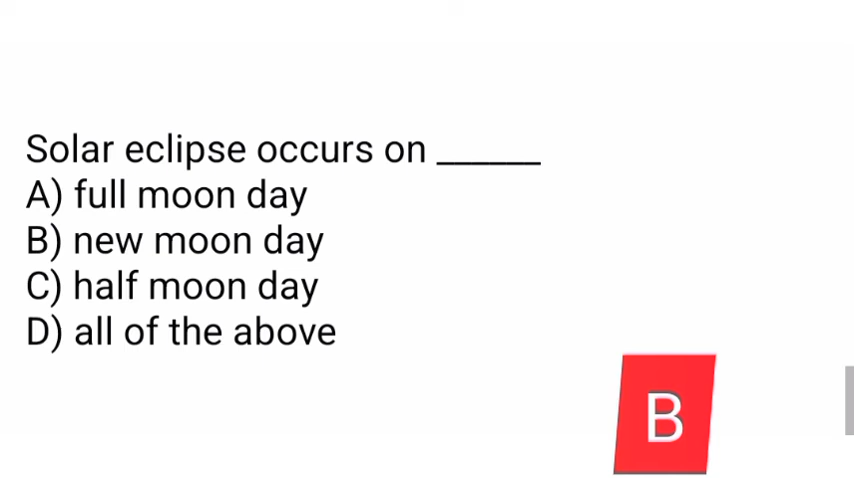 Solar eclipse occurs on ______
A) full moon day
B) new moon day
C) half moon day
D) all of the above
B